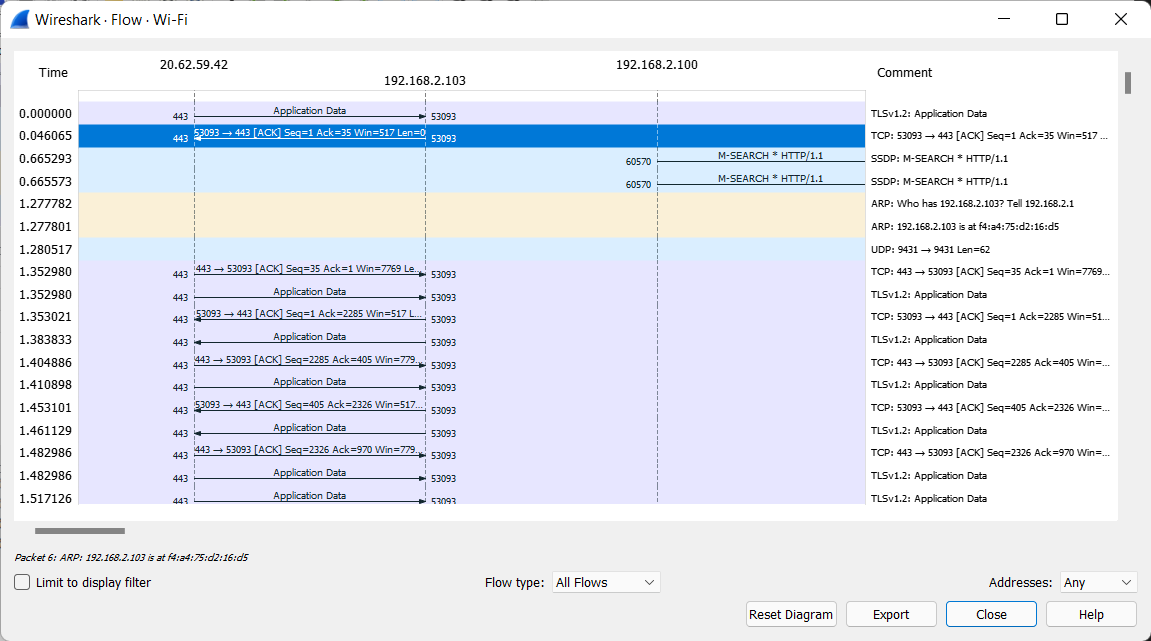 Wireshark · Flow · Wi-Fi
20.62.59.42 192.168.2.100
Time 192.168.2.103 Comment
0.000000 443 Application Data 53093 TLSv1.2: Application Data
0.046065 443 53093 → 443 [ACK] Seq=1 Ack=35 Win=517 Len=0 53093 TCP: 53093 → 443 [ACK] Seq=1 Ack=35 Win=517 ...
0.665293 60570 M-SEARCH * HTTP/1.1 SSDP: M-SEARCH * HTTP/1.1
0.665573 60570 M-SEARCH * HTTP/1.1 SSDP: M-SEARCH * HTTP/1.1
1.277782 ARP: Who has 192.168.2.103? Tell 192.168.2.1
1.277801 ARP: 192.168.2.103 is at f4:a4:75:d2:16:d5
1.280517 UDP: 9431 → 9431 Len=62
1.352980 443 443 → 53093 [ACK] Seq=35 Ack=1 Win=7769 Le... 53093 TCP: 443 → 53093 [ACK] Seq=35 Ack=1 Win=7769...
1.352980 443 Application Data 53093 TLSv1.2: Application Data
1.353021 443 53093 → 443 [ACK] Seq=1 Ack=2285 Win=517 L... 53093 TCP: 53093 → 443 [ACK] Seq=1 Ack=2285 Win=51...
1.383833 443 Application Data 53093 TLSv1.2: Application Data
1.404886 443 443 → 53093 [ACK] Seq=2285 Ack=405 Win=779... 53093 TCP: 443 → 53093 [ACK] Seq=2285 Ack=405 Win=...
1.410898 443 Application Data 53093 TLSv1.2: Application Data
1.453101 443 53093 → 443 [ACK] Seq=405 Ack=2326 Win=517... 53093 TCP: 53093 → 443 [ACK] Seq=405 Ack=2326 Win=...
1.461129 443 Application Data 53093 TLSv1.2: Application Data
1.482986 443 443 → 53093 [ACK] Seq=2326 Ack=970 Win=779... 53093 TCP: 443 → 53093 [ACK] Seq=2326 Ack=970 Win=...
1.482986 443 Application Data 53093 TLSv1.2: Application Data
1.517126 443 Application Data 53093 TLSv1.2: Application Data
Packet 6: ARP: 192.168.2.103 is at f4:a4:75:d2:16:d5
Limit to display filter Flow type: All Flows Addresses: Any
Reset Diagram Export Close Help